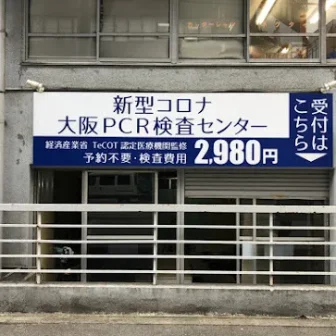 新型コロナ
大阪PCR検査センター
経済産業省 TeCOT 認定医療機関監修
予約不要・検査費用 2,980円
受付は
こちら